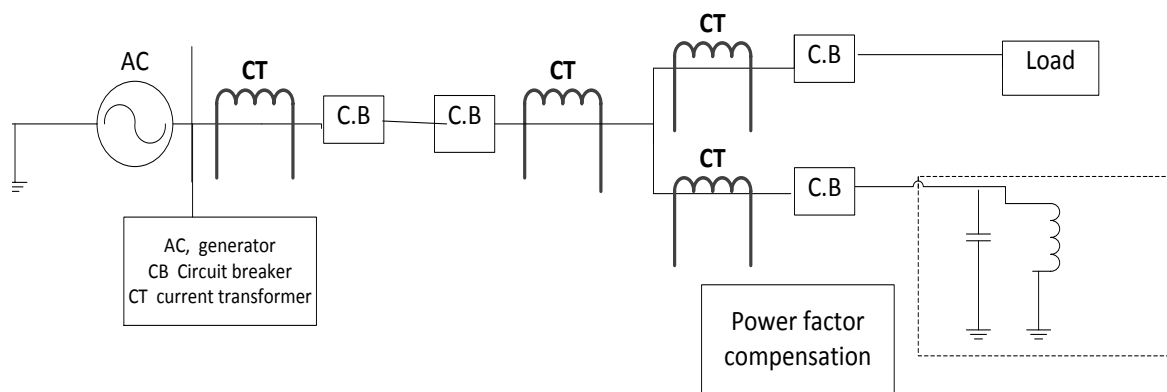 AC
CT
C.B
C.B
CT
CT
C.B
Load
CT
C.B
AC, generator
CB Circuit breaker
CT current transformer
Power factor
compensation